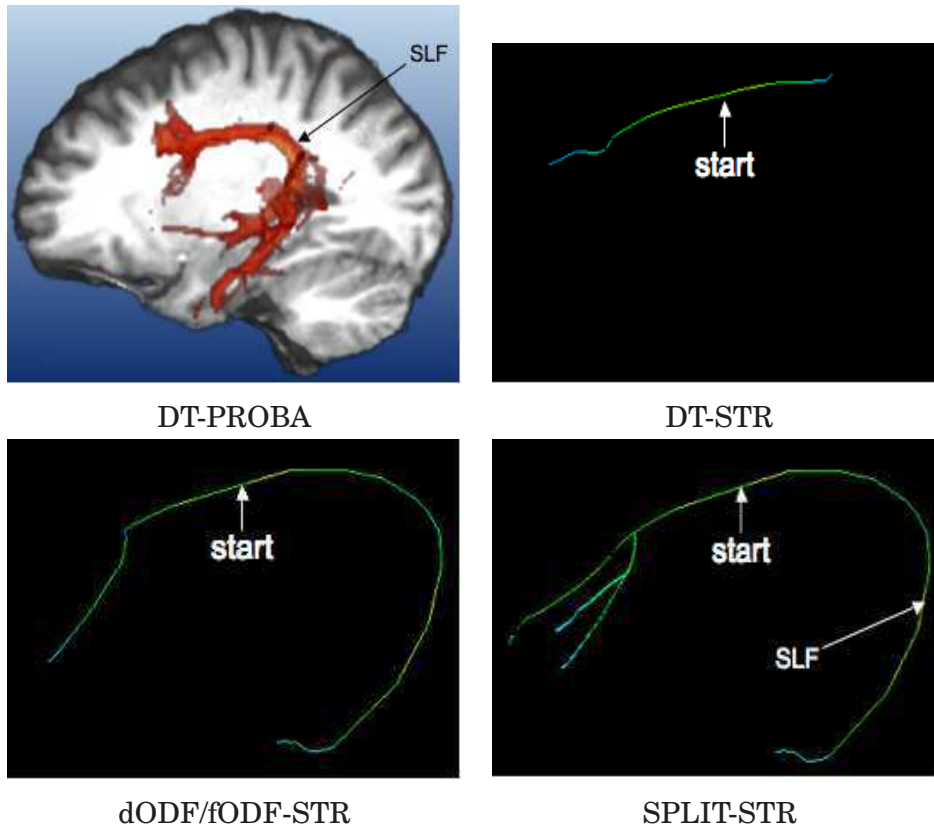 SLF
start
DT-PROBA
DT-STR
start
start
SLF
dODF/fODF-STR
SPLIT-STR